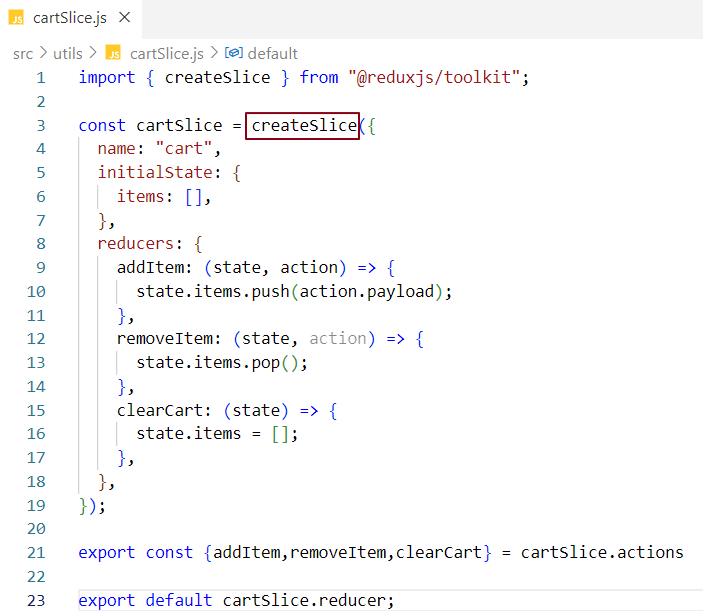 JS cartSlice.js ×
src > utils > JS cartSlice.js > default
1 import { createSlice } from "@reduxjs/toolkit";
2
3 const cartSlice = createSlice({
4 name: "cart",
5 initialState: {
6 items: [],
7 },
8 reducers: {
9 addItem: (state, action) => {
10 state.items.push(action.payload);
11 },
12 removeItem: (state, action) => {
13 state.items.pop();
14 },
15 clearCart: (state) => {
16 state.items = [];
17 },
18 },
19 });
20
21 export const {addItem,removeItem,clearCart} = cartSlice.actions
22
23 export default cartSlice.reducer;